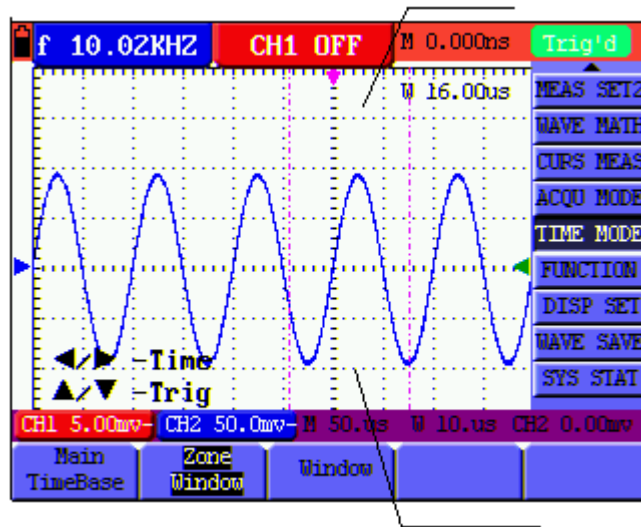 f 10.02KHZ CH1 OFF M 0.000ns Trig'd
W 16.00us
MEAS SET2
WAVE MATH
CURS MEAS
ACQU MODE
TIME MODE
FUNCTION
DISP SET
WAVE SAVE
SYS STAT
◀/▶ -Time
▲/▼ -Trig
CH1 5.00mv- CH2 50.0mv- M 50.us W 10.us CH2 0.00mv
Main TimeBase
Zone Window
Window